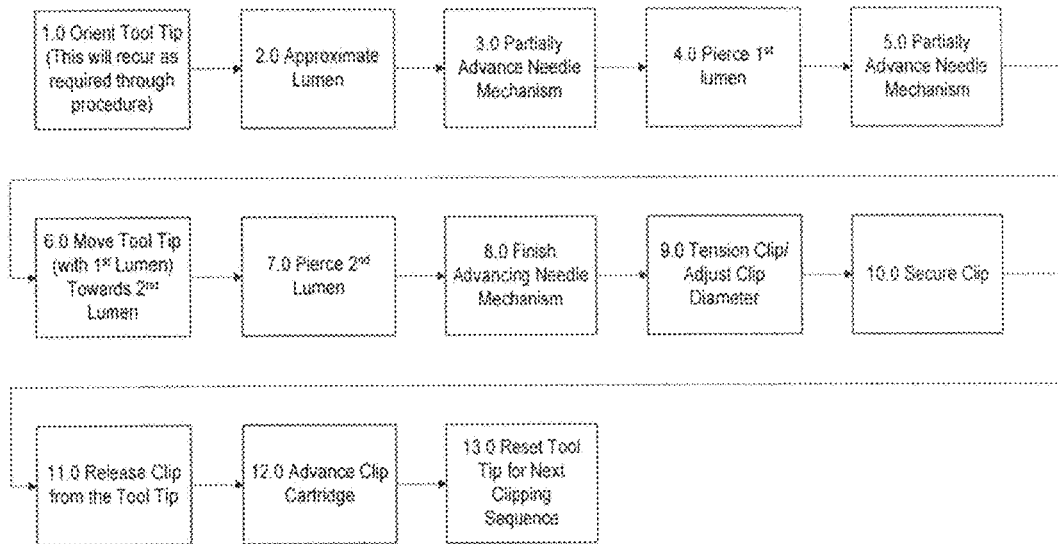 1.0 Orient Tool Tip
(This will recur as
required through
procedure)
2.0 Approximate
Lumen
3.0 Partially
Advance Needle
Mechanism
4.0 Pierce 1st
lumen
5.0 Partially
Advance Needle
Mechanism
6.0 Move Tool Tip
(with 1st Lumen)
Towards 2nd
Lumen
7.0 Pierce 2nd
Lumen
8.0 Finish
Advancing Needle
Mechanism
9.0 Tension Clip/
Adjust Clip
Diameter
10.0 Secure Clip
11.0 Release Clip
from the Tool Tip
12.0 Advance Clip
Cartridge
13.0 Reset Tool
Tip for Next
Clipping
Sequence